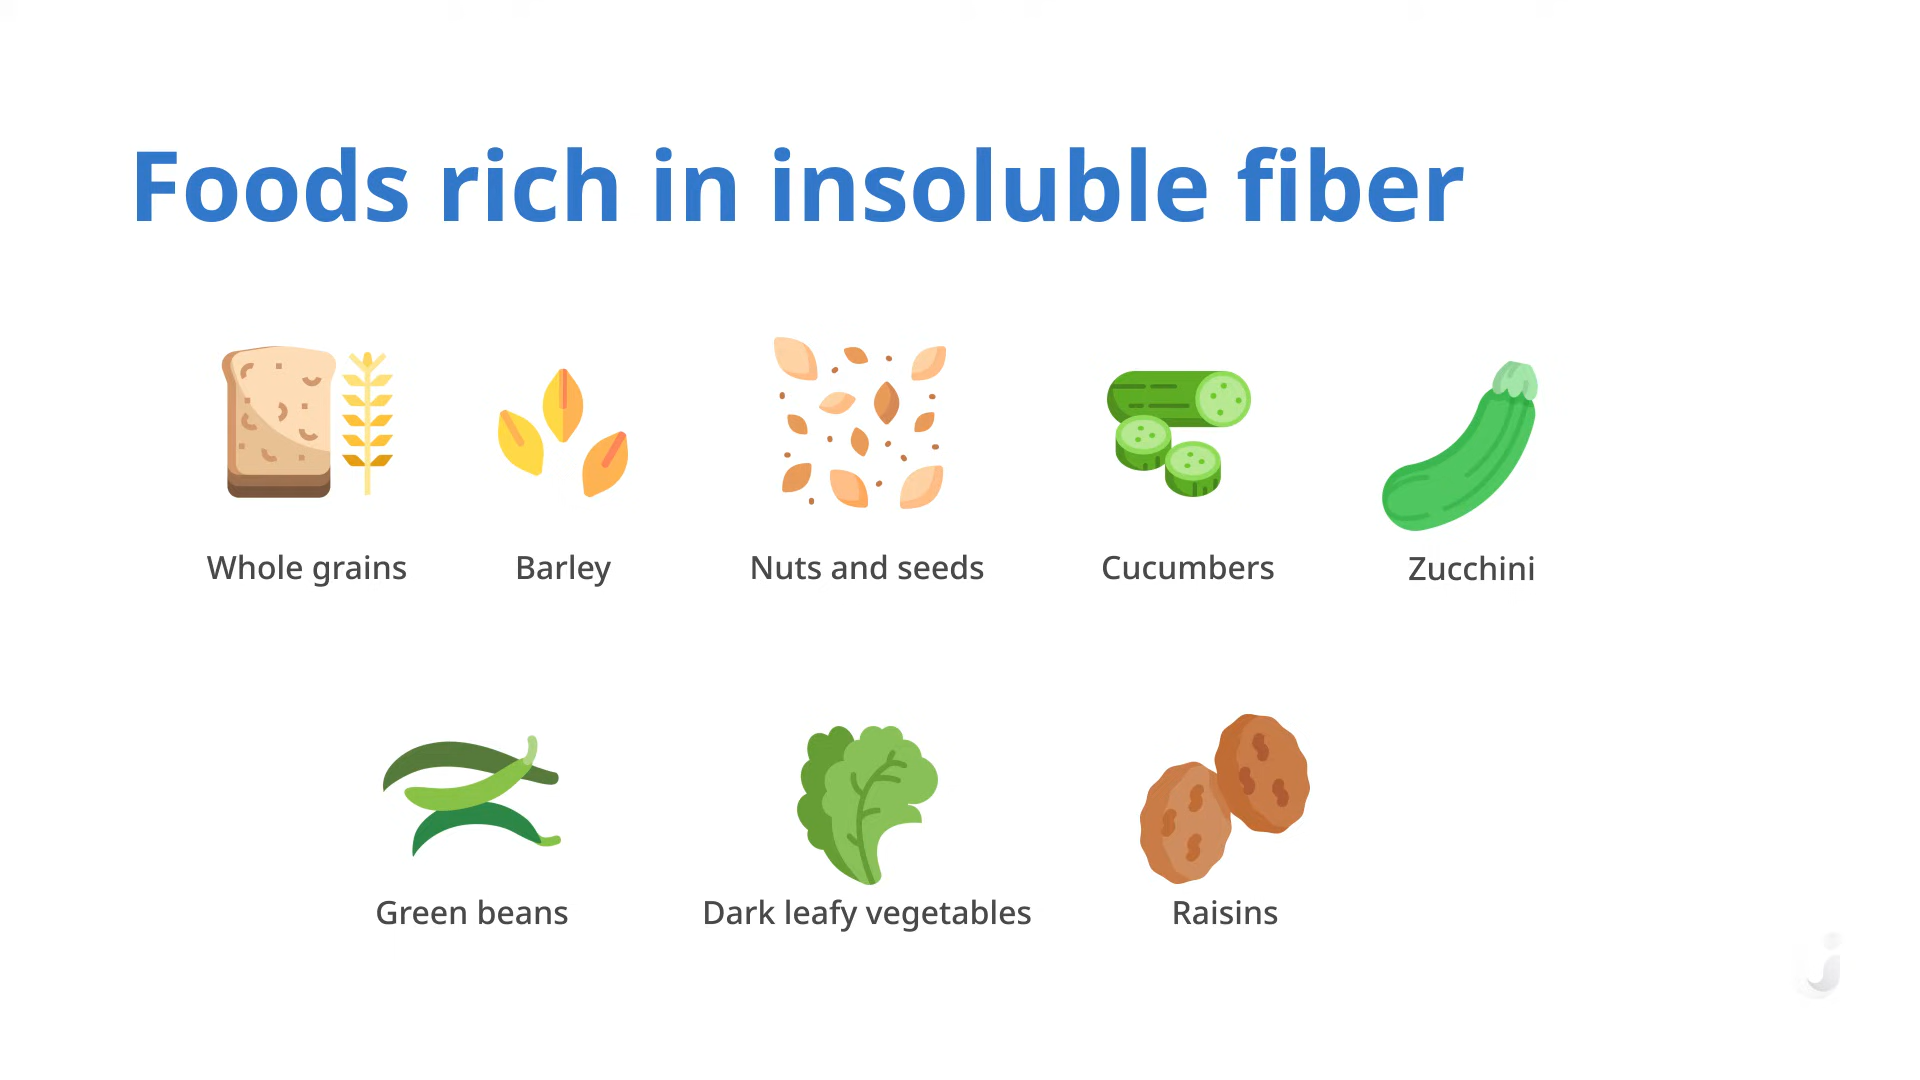 Foods rich in insoluble fiber
Whole grains
Barley
Nuts and seeds
Cucumbers
Zucchini
Green beans
Dark leafy vegetables
Raisins